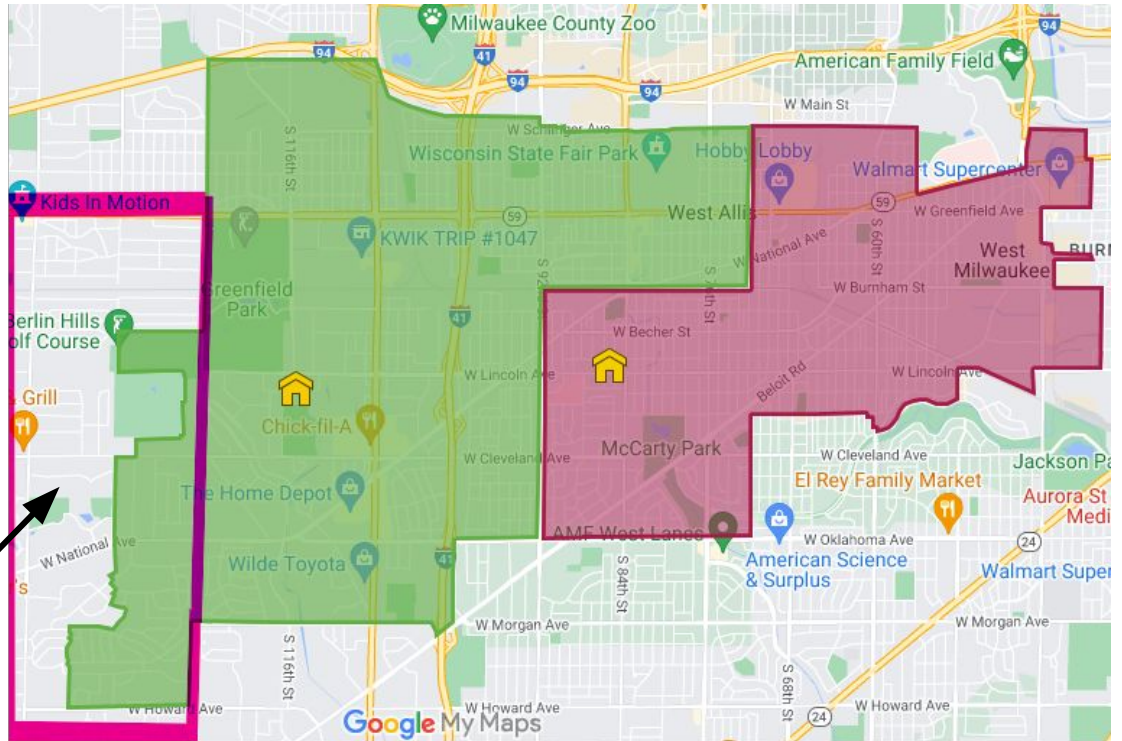 Milwaukee County Zoo
94
41
94
94
94
American Family Field
W Main St
S 116th St
Wisconsin State Fair Park
Hobby Lobby
Walmart Supercenter
Kids In Motion
59
59
West Allis
W Greenfield Ave
KWIK TRIP #1047
W National Ave
S 60th St
West
Milwaukee
BURN
Greenfield
Park
W Burnham St
41
Berlin Hills
olf Course
W Becher St
W Lincoln Ave
Beloit Rd
W Lincoln Ave
& Grill
Chick-fil-A
McCarty Park
W Cleveland Ave
W Cleveland Ave
Jackson Pa
The Home Depot
El Rey Family Market
Aurora St
Medi
AMF West Lanes
W Oklahoma Ave
24
W National Ave
Wilde Toyota
41
S 84th St
American Science
& Surplus
Walmart Super
's
W Morgan Ave
W Morgan Ave
S 116th St
S 68th St
W Howard Ave
W Howard Ave
W Howard Ave
24
Google My Maps